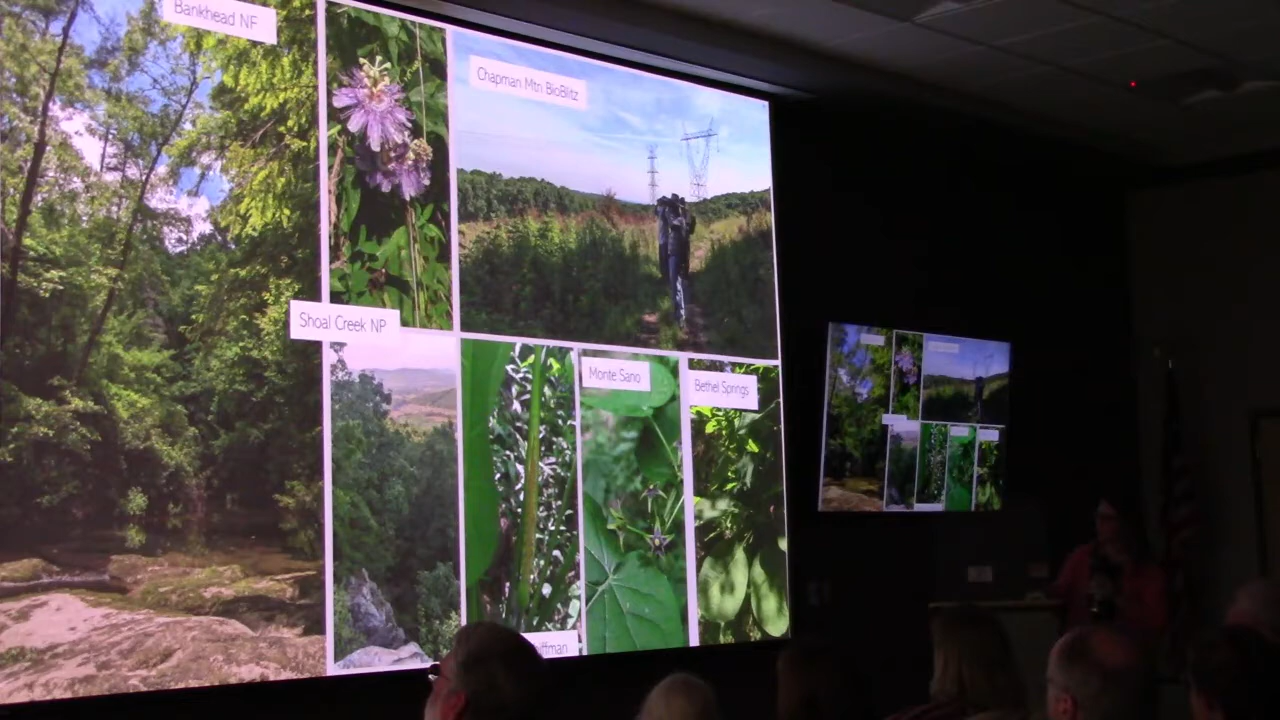 Bankhead NF
Chapman Mtn BioBlitz
Shoal Creek NP
Monte Sano
Bethel Springs